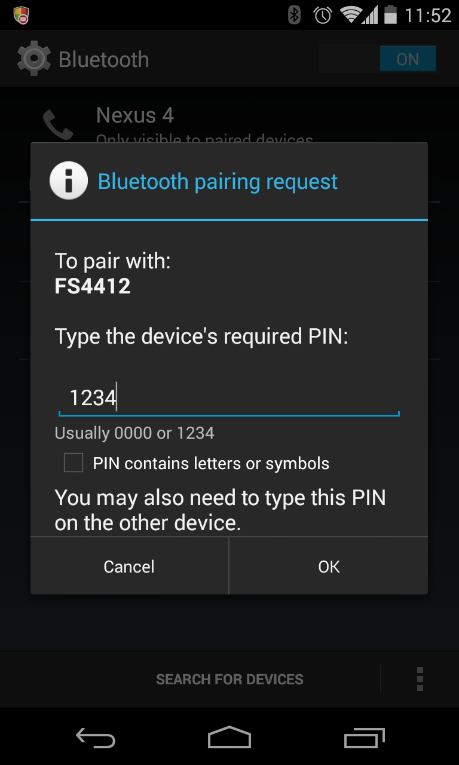 11:52
Bluetooth
ON
Nexus 4
Only visible to paired devices
Bluetooth pairing request
To pair with:
FS4412
Type the device's required PIN:
1234
Usually 0000 or 1234
PIN contains letters or symbols
You may also need to type this PIN
on the other device.
Cancel
OK
SEARCH FOR DEVICES